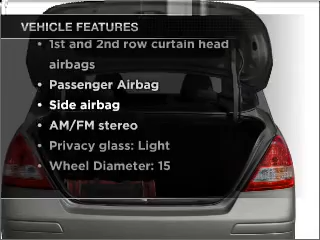 VEHICLE FEATURES
• 1st and 2nd row curtain head
airbags
• Passenger Airbag
• Side airbag
• AM/FM stereo
• Privacy glass: Light
• Wheel Diameter: 15